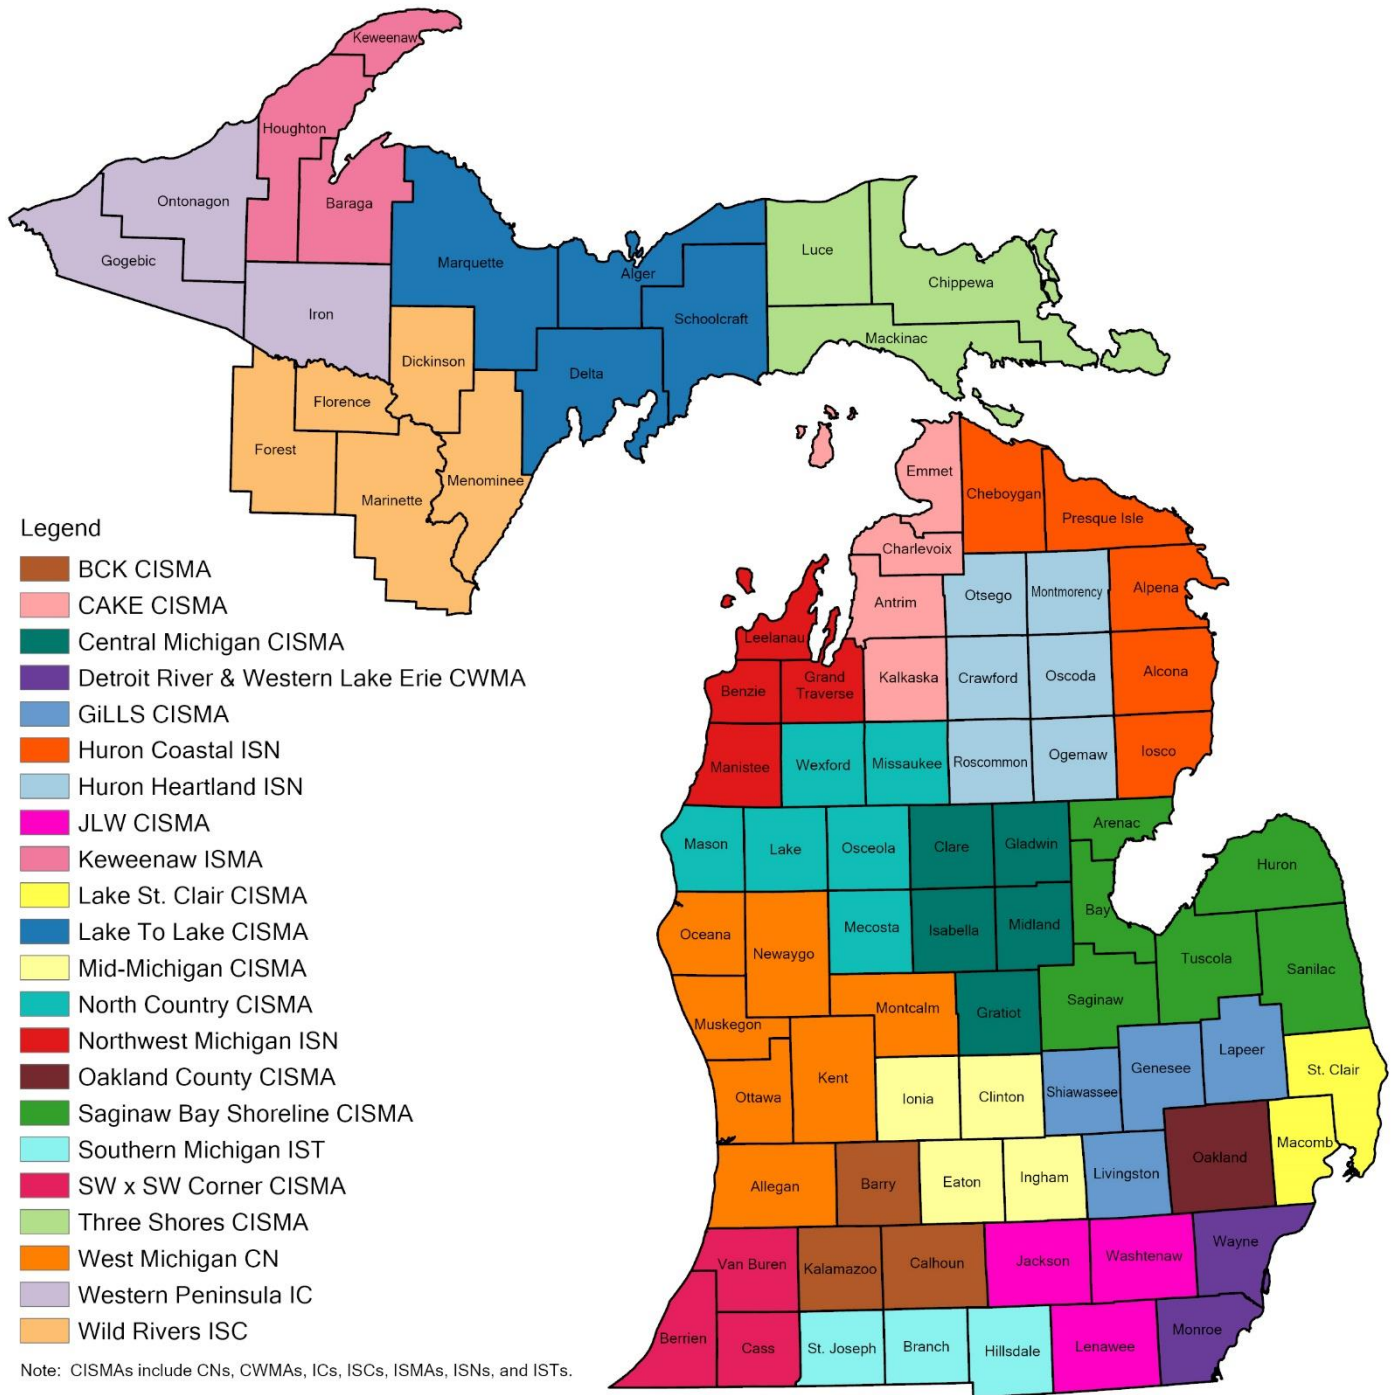 Keweenaw
Houghton
Ontonagon
Baraga
Gogebic
Marquette
Alger
Luce
Chippewa
Iron
Schoolcraft
Mackinac
Dickinson
Delta
Florence
Forest
Marinette
Menominee
Emmet
Cheboygan
Presque Isle
Charlevoix
Antrim
Otsego
Montmorency
Alpena
Leelanau
Benzie
Grand
Traverse
Kalkaska
Crawford
Oscoda
Alcona
Manistee
Wexford
Missaukee
Roscommon
Ogemaw
Iosco
Mason
Lake
Osceola
Clare
Gladwin
Arenac
Huron
Oceana
Newaygo
Mecosta
Isabella
Midland
Bay
Tuscola
Sanilac
Muskegon
Montcalm
Gratiot
Saginaw
Ottawa
Kent
Ionia
Clinton
Shiawassee
Genesee
Lapeer
St. Clair
Allegan
Barry
Eaton
Ingham
Livingston
Oakland
Macomb
Van Buren
Kalamazoo
Calhoun
Jackson
Washtenaw
Wayne
Berrien
Cass
St. Joseph
Branch
Hillsdale
Lenawee
Monroe
Legend
BCK CISMA
CAKE CISMA
Central Michigan CISMA
Detroit River & Western Lake Erie CWMA
GiLLS CISMA
Huron Coastal ISN
Huron Heartland ISN
JLW CISMA
Keweenaw ISMA
Lake St. Clair CISMA
Lake To Lake CISMA
Mid-Michigan CISMA
North Country CISMA
Northwest Michigan ISN
Oakland County CISMA
Saginaw Bay Shoreline CISMA
Southern Michigan IST
SW x SW Corner CISMA
Three Shores CISMA
West Michigan CN
Western Peninsula IC
Wild Rivers ISC
Note: CISMAs include CNs, CWMAs, ICs, ISCs, ISMAs, ISNs, and ISTs.